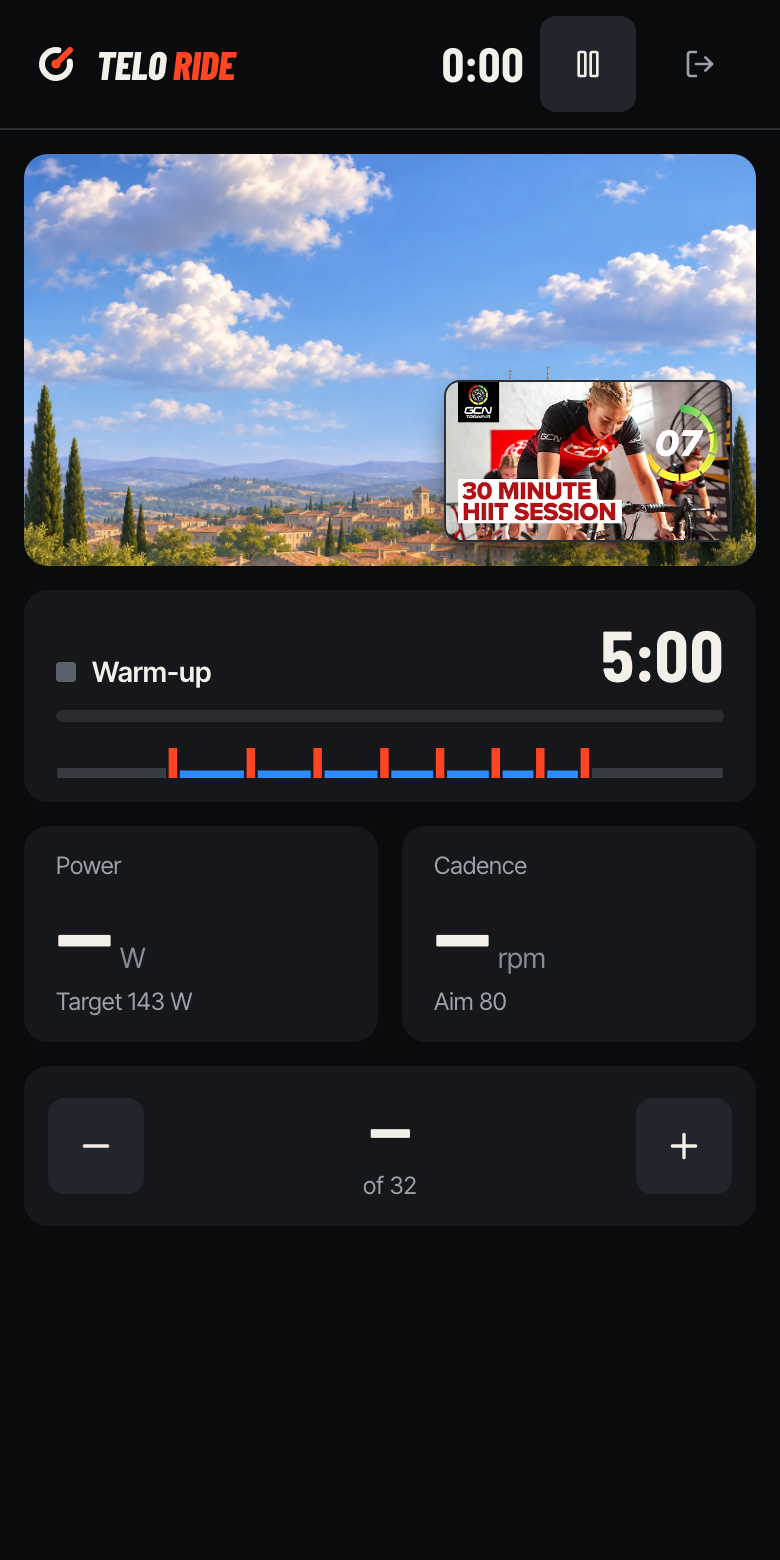 TELO RIDE
0:00
GCN
GCN
07
30 MINUTE
HIIT SESSION
Warm-up
5:00
Power
Cadence
— W
— rpm
Target 143 W
Aim 80
—
of 32